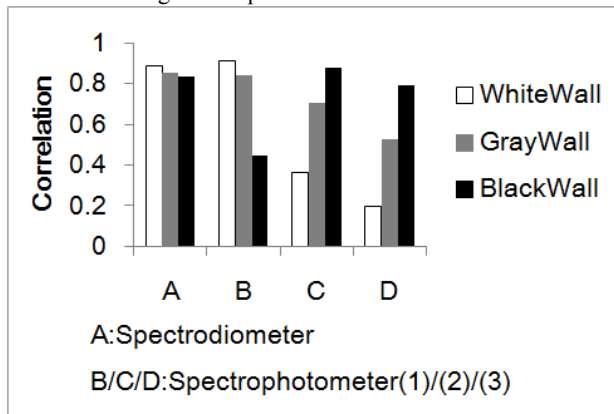 1
0.8
0.6
0.4
0.2
0
Correlation
A B C D
WhiteWall
GrayWall
BlackWall
A:Spectrodiometer
B/C/D:Spectrophotometer(1)/(2)/(3)